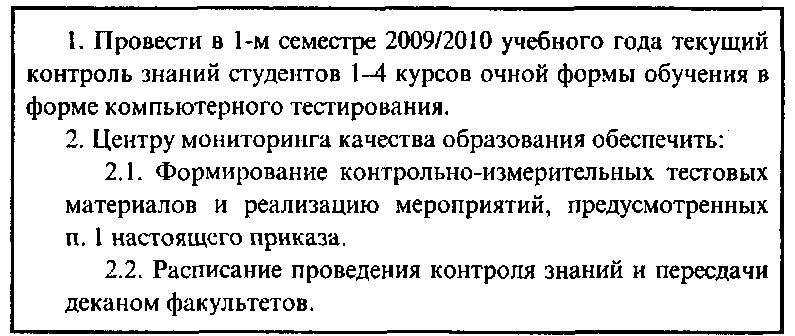 1. Провести в 1-м семестре 2009/2010 учебного года текущий
контроль знаний студентов 1–4 курсов очной формы обучения в
форме компьютерного тестирования.
2. Центру мониторинга качества образования обеспечить:
2.1. Формирование контрольно-измерительных тестовых
материалов и реализацию мероприятий, предусмотренных
п. 1 настоящего приказа.
2.2. Расписание проведения контроля знаний и пересдачи
деканом факультетов.